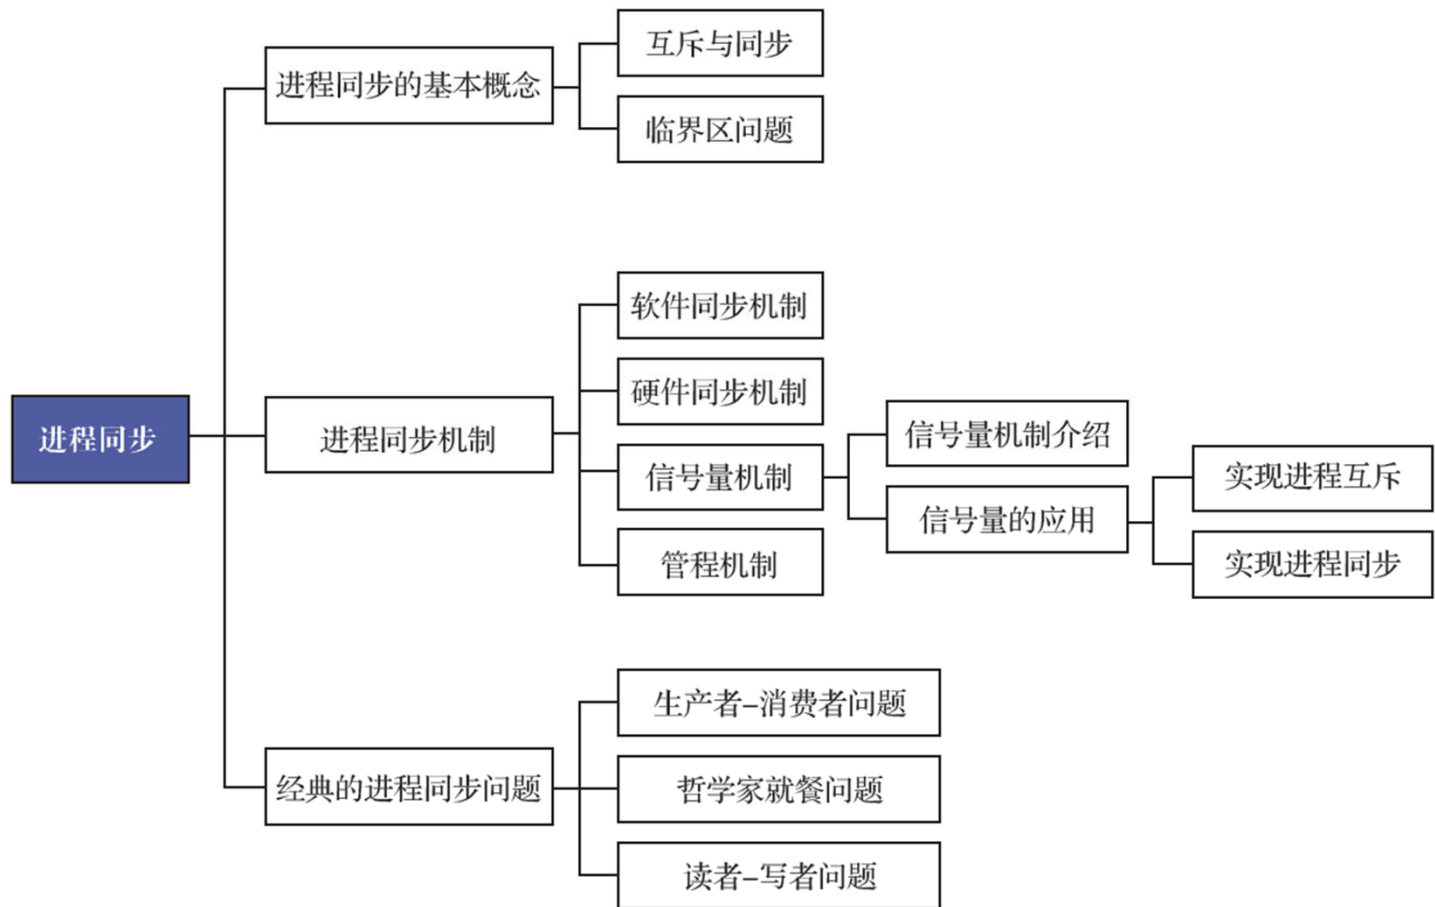 进程同步
进程同步的基本概念
互斥与同步
临界区问题
进程同步机制
软件同步机制
硬件同步机制
信号量机制
信号量机制介绍
信号量的应用
实现进程互斥
实现进程同步
管程机制
经典的进程同步问题
生产者–消费者问题
哲学家就餐问题
读者–写者问题